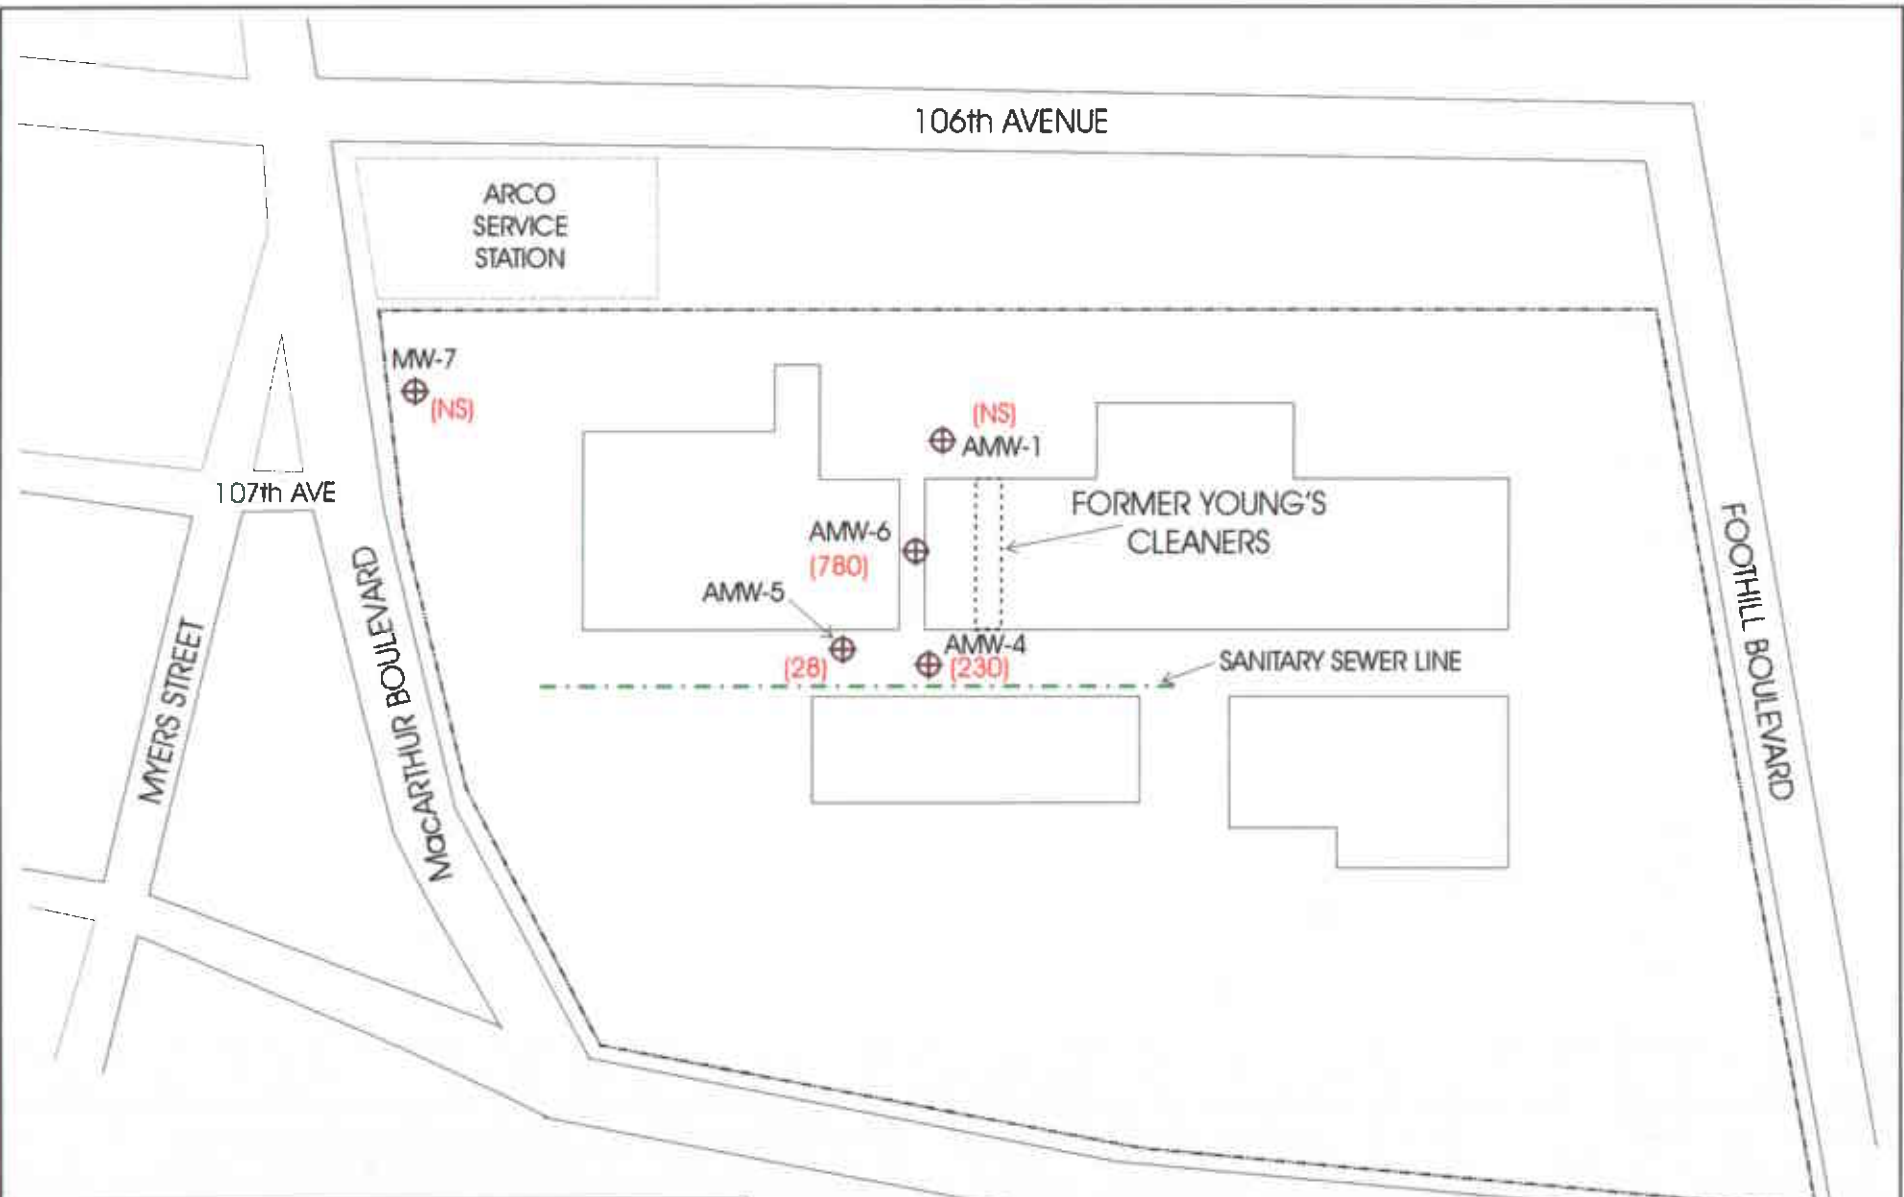 106th AVENUE
ARCO
SERVICE
STATION
MW-7
(NS)
(NS)
AMW-1
107th AVE
FORMER YOUNG'S
CLEANERS
AMW-6
(780)
AMW-5
(28)
AMW-4
(230)
SANITARY SEWER LINE
MYERS STREET
MacARTHUR BOULEVARD
FOOTHILL BOULEVARD